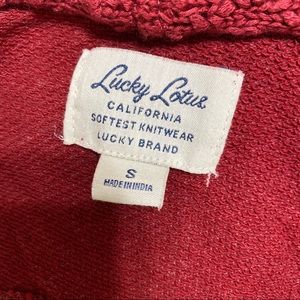 Lucky Lotus
CALIFORNIA
SOFTEST KNITWEAR
LUCKY BRAND
S
MADE IN INDIA